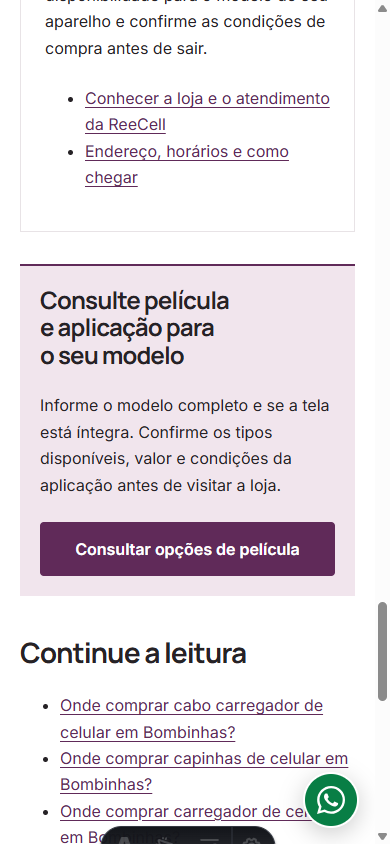 aparelho e confirme as condições de
compra antes de sair.
Conhecer a loja e o atendimento
da ReeCell
Endereço, horários e como
chegar
Consulte película
e aplicação para
o seu modelo
Informe o modelo completo e se a tela
está íntegra. Confirme os tipos
disponíveis, valor e condições da
aplicação antes de visitar a loja.
Consultar opções de película
Continue a leitura
Onde comprar cabo carregador de
celular em Bombinhas?
Onde comprar capinhas de celular em
Bombinhas?
Onde comprar carregador de
em